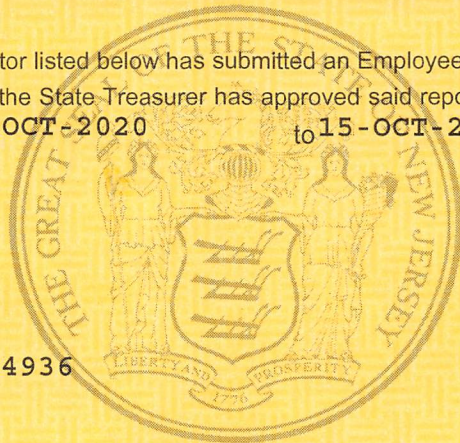 tor listed below has submitted an Employee
the State Treasurer has approved said repo
OCT-2020 to 15-OCT-2
THE GREAT SEAL OF THE STATE OF NEW JERSEY
4936
LIBERTY AND PROSPERITY
1776